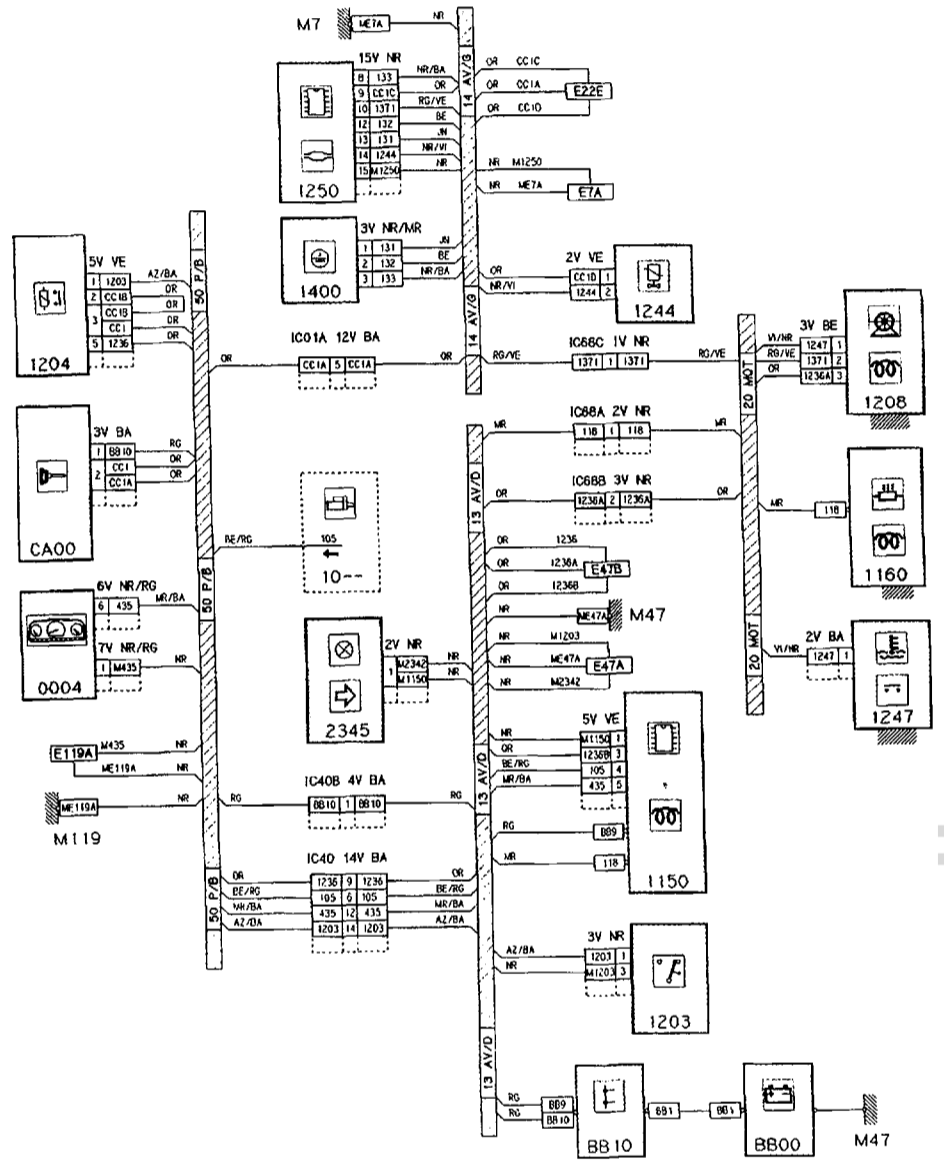 M7
ME7A
NR
15V NR
8 133 NR/BA
9 CC1C OR
10 1371 RG/VE
12 132 BE
13 131 JN
14 1244 NR/VI
15 M1250 NR
1250
14 AV/G
OR CC1C
OR CC1A
OR CC1D
E22E
NR M1250
NR ME7A
E7A
3V NR/MR
1 131 JN
2 132 BE
3 133 NR/BA
1400
2V VE
OR CC1D 1
NR/VI 1244 2
1244
14 AV/G
5V VE
1 1203 AZ/BA
2 CC1B OR
3 CC1B OR
CC1 OR
5 1236 OR
1204
50 P/B
IC01A 12V BA
OR CC1A 5 CC1A OR
IC68C 1V NR
RG/VE 1371 1 1371 RG/VE
20 MOT
3V BE
VI/NR 1247 1
RG/VE 1371 2
OR 1236A 3
1208
3V BA
1 BB10 RG
2 CC1 OR
CC1A OR
CA00
IC68A 2V NR
MR 118 1 118 MR
IC68B 3V NR
OR 1236A 2 1236A OR
13 AV/D
MR 118
1160
BE/RG 105
10--
50 P/B
OR 1236
OR 1236A
OR 1236B
E47B
NR ME47A M47
NR M1203
NR ME47A
NR M2342
E47A
6V NR/RG
6 435 MR/BA
7V NR/RG
1 M435 NR
0004
2V NR
1 M2342 NR
M1150 NR
2345
20 MOT
2V BA
VI/NR 1247 1
1247
E119A M435 NR
ME119A NR
ME119A NR
M119
5V VE
NR M1150 1
OR 1236B 3
BE/RG 105 4
MR/BA 435 5
RG BB9
MR 118
1150
13 AV/D
IC40B 4V BA
RG BB10 1 BB10 RG
IC40 14V BA
OR 1236 9 1236 OR
BE/RG 105 6 105 BE/RG
MR/BA 435 12 435 MR/BA
AZ/BA 1203 14 1203 AZ/BA
50 P/B
3V NR
AZ/BA 1203 1
NR M1203 3
1203
13 AV/D
RG BB9
RG BB10
BB10
BB1
BB1
BB00
M47